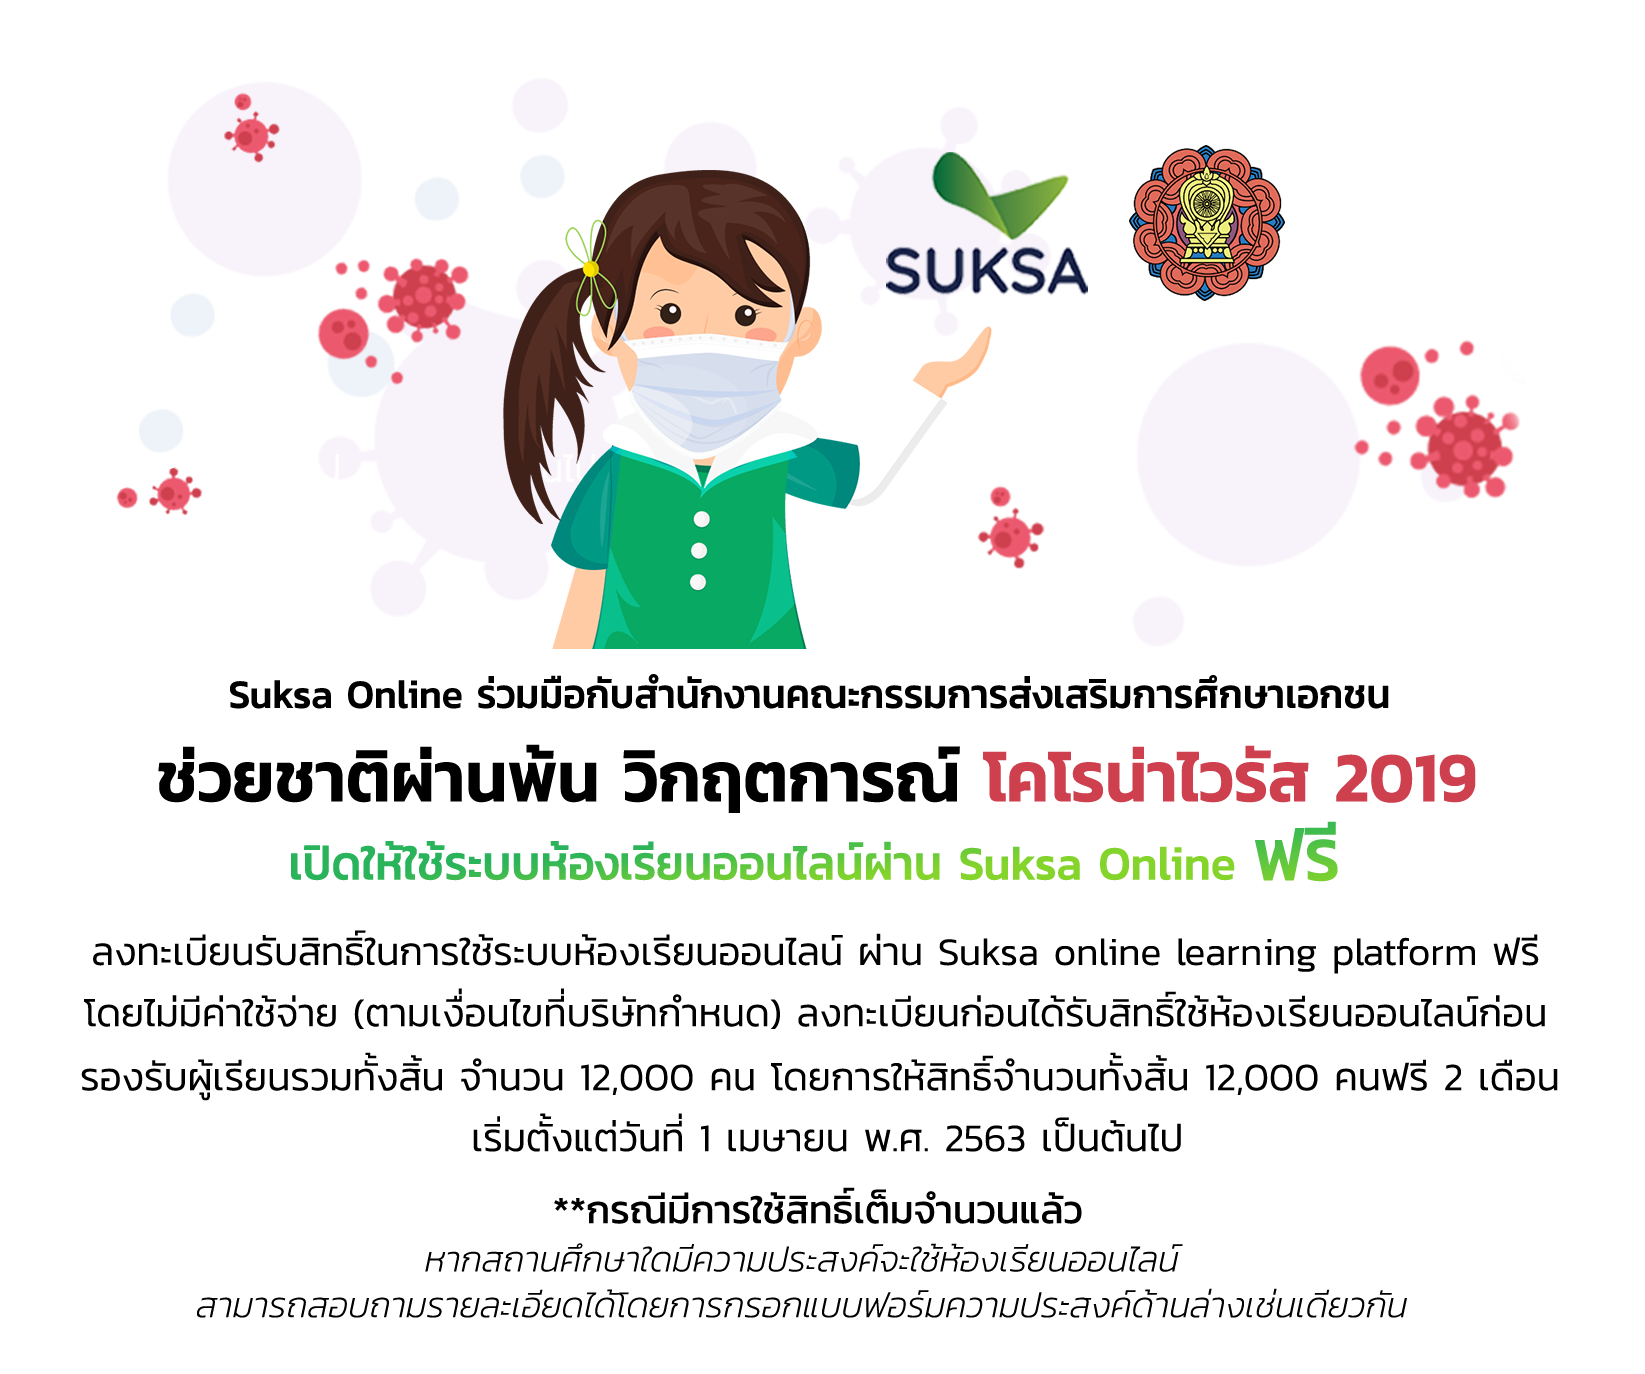 SUKSA
Suksa Online ร่วมมือกับสำนักงานคณะกรรมการส่งเสริมการศึกษาเอกชน
ช่วยชาติผ่านพ้น วิกฤตการณ์ โคโรน่าไวรัส 2019
เปิดให้ใช้ระบบห้องเรียนออนไลน์ผ่าน Suksa Online ฟรี
ลงทะเบียนรับสิทธิ์ในการใช้ระบบห้องเรียนออนไลน์ ผ่าน Suksa online learning platform ฟรี
โดยไม่มีค่าใช้จ่าย (ตามเงื่อนไขที่บริษัทกำหนด) ลงทะเบียนก่อนได้รับสิทธิ์ใช้ห้องเรียนออนไลน์ก่อน
รองรับผู้เรียนรวมทั้งสิ้น จำนวน 12,000 คน โดยการให้สิทธิ์จำนวนทั้งสิ้น 12,000 คนฟรี 2 เดือน
เริ่มตั้งแต่วันที่ 1 เมษายน พ.ศ. 2563 เป็นต้นไป
**กรณีมีการใช้สิทธิ์เต็มจำนวนแล้ว
หากสถานศึกษาใดมีความประสงค์จะใช้ห้องเรียนออนไลน์
สามารถสอบถามรายละเอียดได้โดยการกรอกแบบฟอร์มความประสงค์ด้านล่างเช่นเดียวกัน